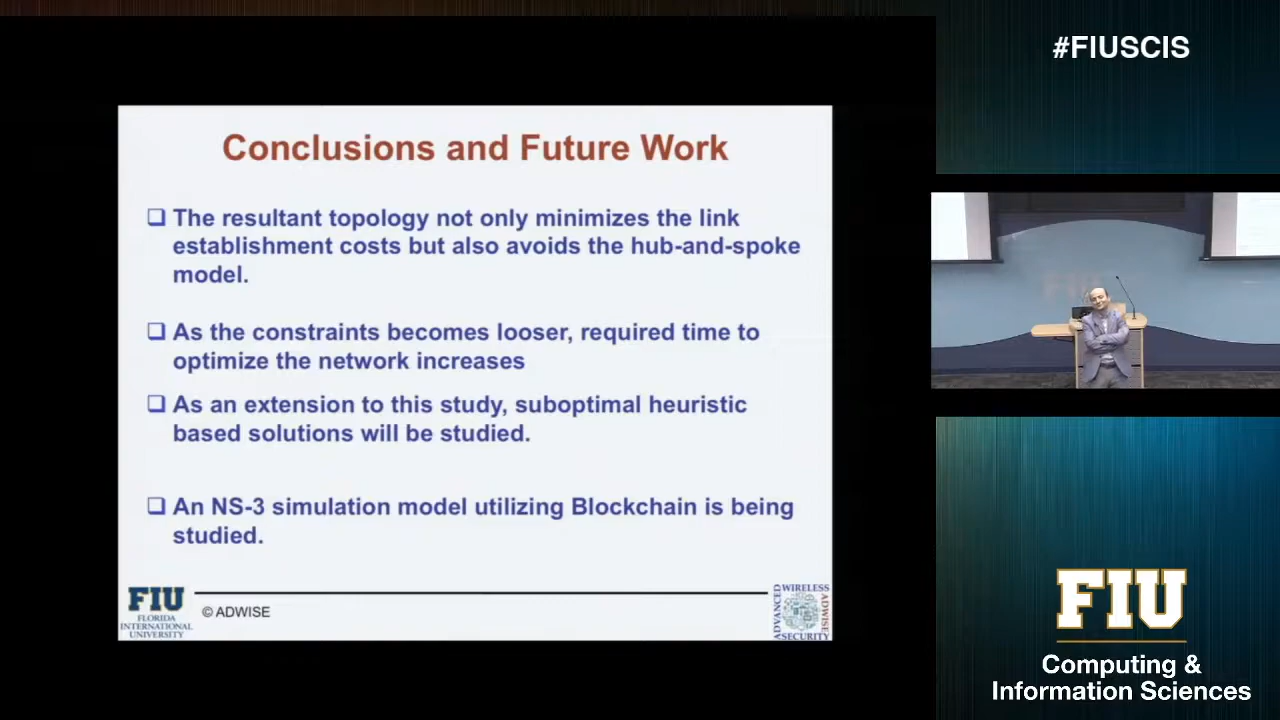 #FIUSCIS
Conclusions and Future Work
The resultant topology not only minimizes the link
establishment costs but also avoids the hub-and-spoke
model.
As the constraints becomes looser, required time to
optimize the network increases
As an extension to this study, suboptimal heuristic
based solutions will be studied.
An NS-3 simulation model utilizing Blockchain is being
studied.
FIU
FLORIDA
INTERNATIONAL
UNIVERSITY
© ADWISE
WIRELESS
ADVANCED
ADWISE
SECURITY
FIU
Computing &
Information Sciences